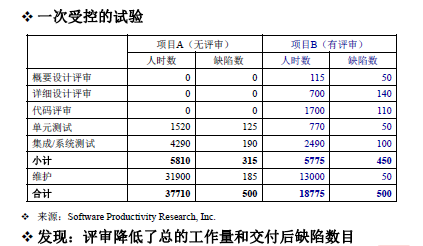 ❖ 一次受控的试验
项目A（无评审） 项目B（有评审）
人时数 缺陷数 人时数 缺陷数
概要设计评审 0 0 115 50
详细设计评审 0 0 700 140
代码评审 0 0 1700 110
单元测试 1520 125 770 50
集成/系统测试 4290 190 2490 100
小计 5810 315 5775 450
维护 31900 185 13000 50
合计 37710 500 18775 500
❖ 来源：Software Productivity Research, Inc.
❖ 发现：评审降低了总的工作量和交付后缺陷数目